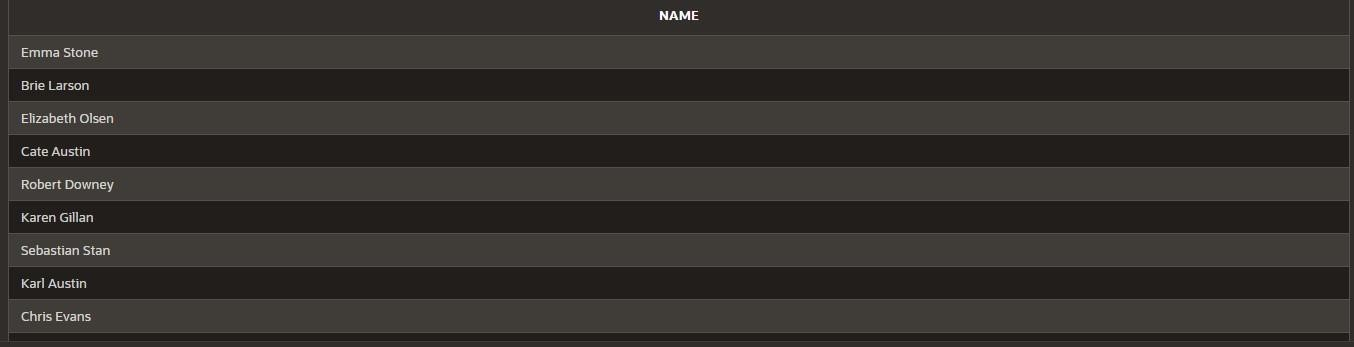 NAME
Emma Stone
Brie Larson
Elizabeth Olsen
Cate Austin
Robert Downey
Karen Gillan
Sebastian Stan
Karl Austin
Chris Evans